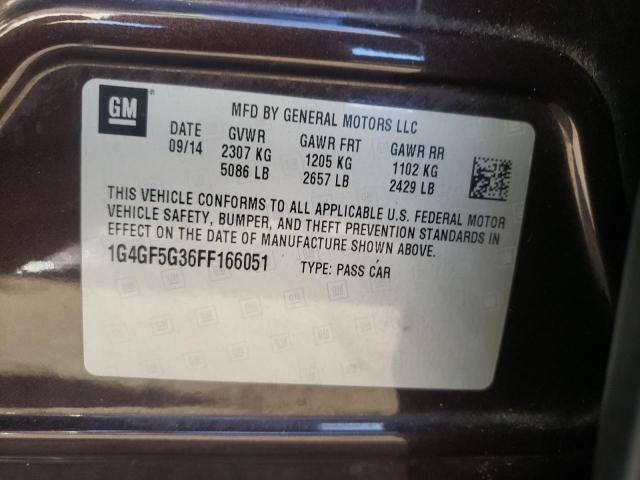 GM
MFD BY GENERAL MOTORS LLC
DATE GVWR GAWR FRT GAWR RR
09/14 2307 KG 1205 KG 1102 KG
5086 LB 2657 LB 2429 LB
THIS VEHICLE CONFORMS TO ALL APPLICABLE U.S. FEDERAL MOTOR
VEHICLE SAFETY, BUMPER, AND THEFT PREVENTION STANDARDS IN
EFFECT ON THE DATE OF MANUFACTURE SHOWN ABOVE.
1G4GF5G36FF166051 TYPE: PASS CAR